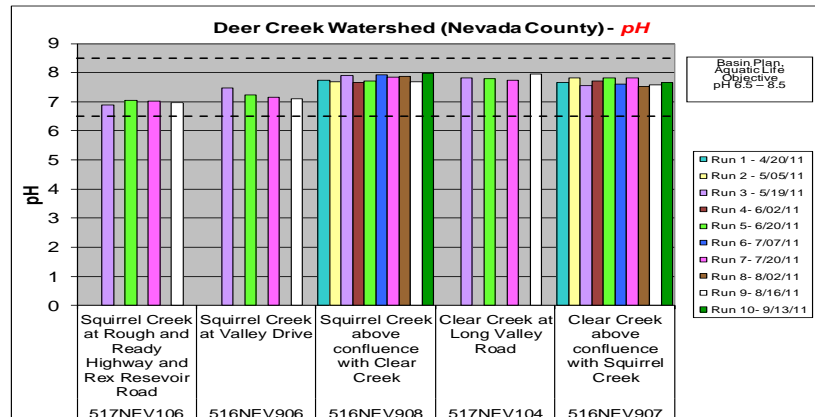 Deer Creek Watershed (Nevada County) - pH
9
8
7
6
5
4
3
2
1
0
pH
Basin Plan,
Aquatic Life
Objective
pH 6.5 – 8.5
Run 1 - 4/20/11
Run 2 - 5/05/11
Run 3 - 5/19/11
Run 4- 6/02/11
Run 5- 6/20/11
Run 6- 7/07/11
Run 7- 7/20/11
Run 8- 8/02/11
Run 9- 8/16/11
Run 10- 9/13/11
Squirrel Creek
at Rough and
Ready
Highway and
Rex Resevoir
Road
Squirrel Creek
at Valley Drive
Squirrel Creek
above
confluence
with Clear
Creek
Clear Creek at
Long Valley
Road
Clear Creek
above
confluence
with Squirrel
Creek
517NEV106
516NEV906
516NEV908
517NEV104
516NEV907